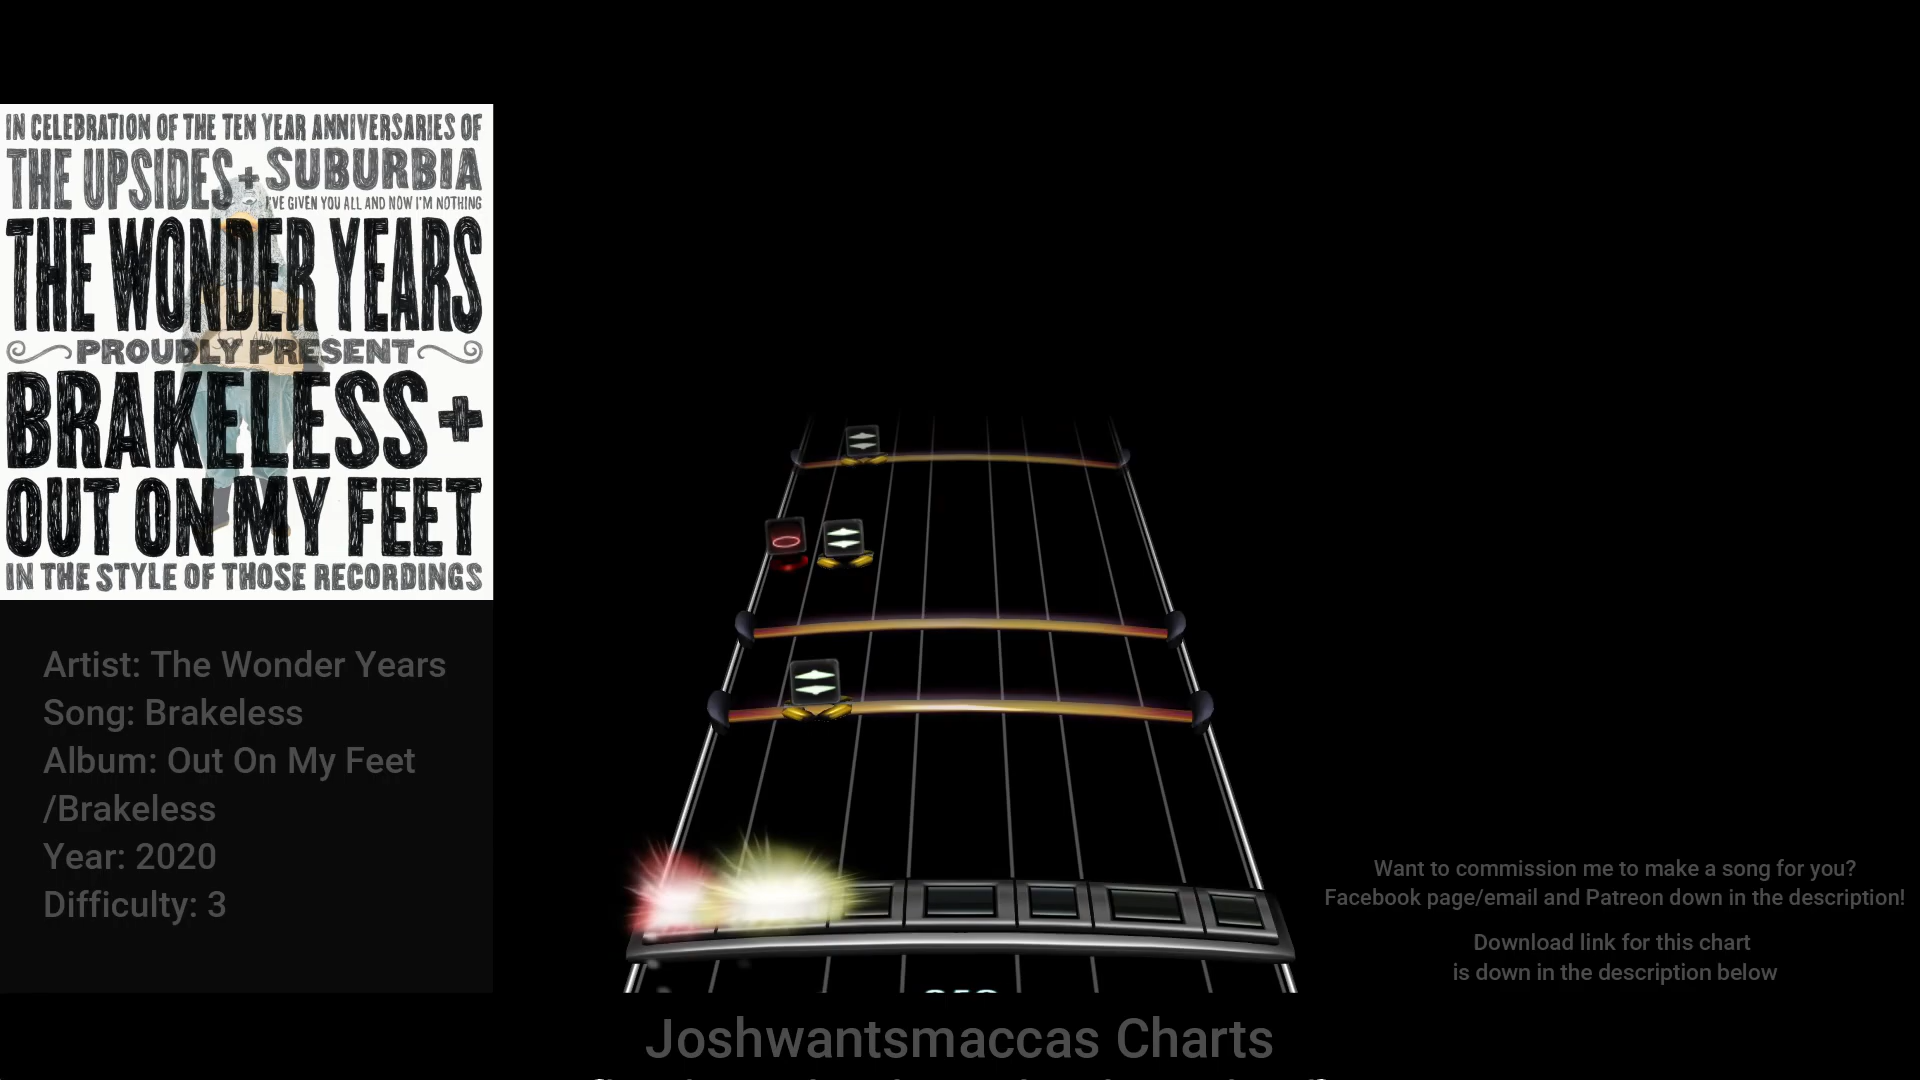 IN CELEBRATION OF THE TEN YEAR ANNIVERSARIES OF
THE UPSIDES + SUBURBIA
I'VE GIVEN YOU ALL AND NOW I'M NOTHING
THE WONDER YEARS
PROUDLY PRESENT
BRAKELESS +
OUT ON MY FEET
IN THE STYLE OF THOSE RECORDINGS
Artist: The Wonder Years
Song: Brakeless
Album: Out On My Feet
/Brakeless
Year: 2020
Difficulty: 3
Want to commission me to make a song for you?
Facebook page/email and Patreon down in the description!
Download link for this chart
is down in the description below
Joshwantsmaccas Charts